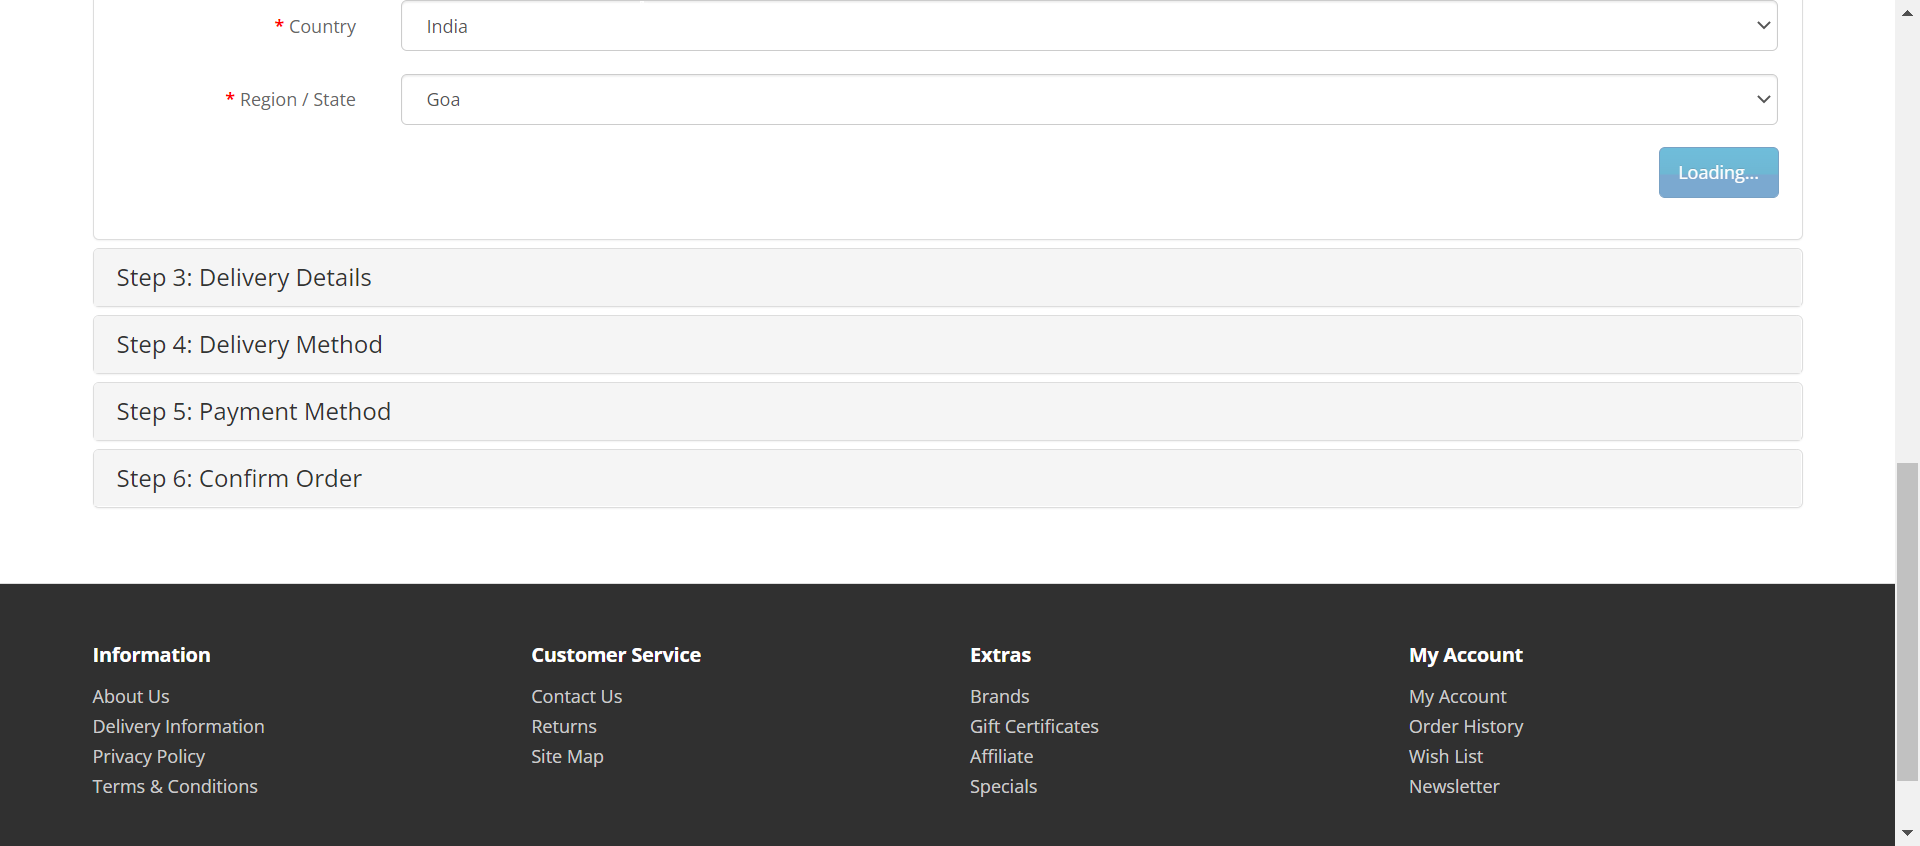 * Country
India
* Region / State
Goa
Loading...
Step 3: Delivery Details
Step 4: Delivery Method
Step 5: Payment Method
Step 6: Confirm Order
Information
About Us
Delivery Information
Privacy Policy
Terms & Conditions
Customer Service
Contact Us
Returns
Site Map
Extras
Brands
Gift Certificates
Affiliate
Specials
My Account
My Account
Order History
Wish List
Newsletter